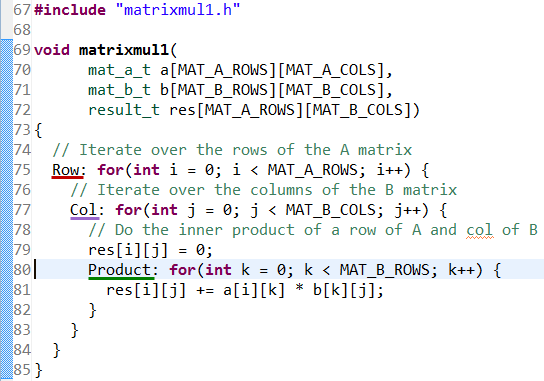 67 #include "matrixmul1.h"
68
69 void matrixmul1(
70       mat_a_t a[MAT_A_ROWS][MAT_A_COLS],
71       mat_b_t b[MAT_B_ROWS][MAT_B_COLS],
72       result_t res[MAT_A_ROWS][MAT_B_COLS])
73 {
74   // Iterate over the rows of the A matrix
75   Row: for(int i = 0; i < MAT_A_ROWS; i++) {
76     // Iterate over the columns of the B matrix
77     Col: for(int j = 0; j < MAT_B_COLS; j++) {
78       // Do the inner product of a row of A and col of B
79       res[i][j] = 0;
80       Product: for(int k = 0; k < MAT_B_ROWS; k++) {
81         res[i][j] += a[i][k] * b[k][j];
82       }
83     }
84   }
85 }